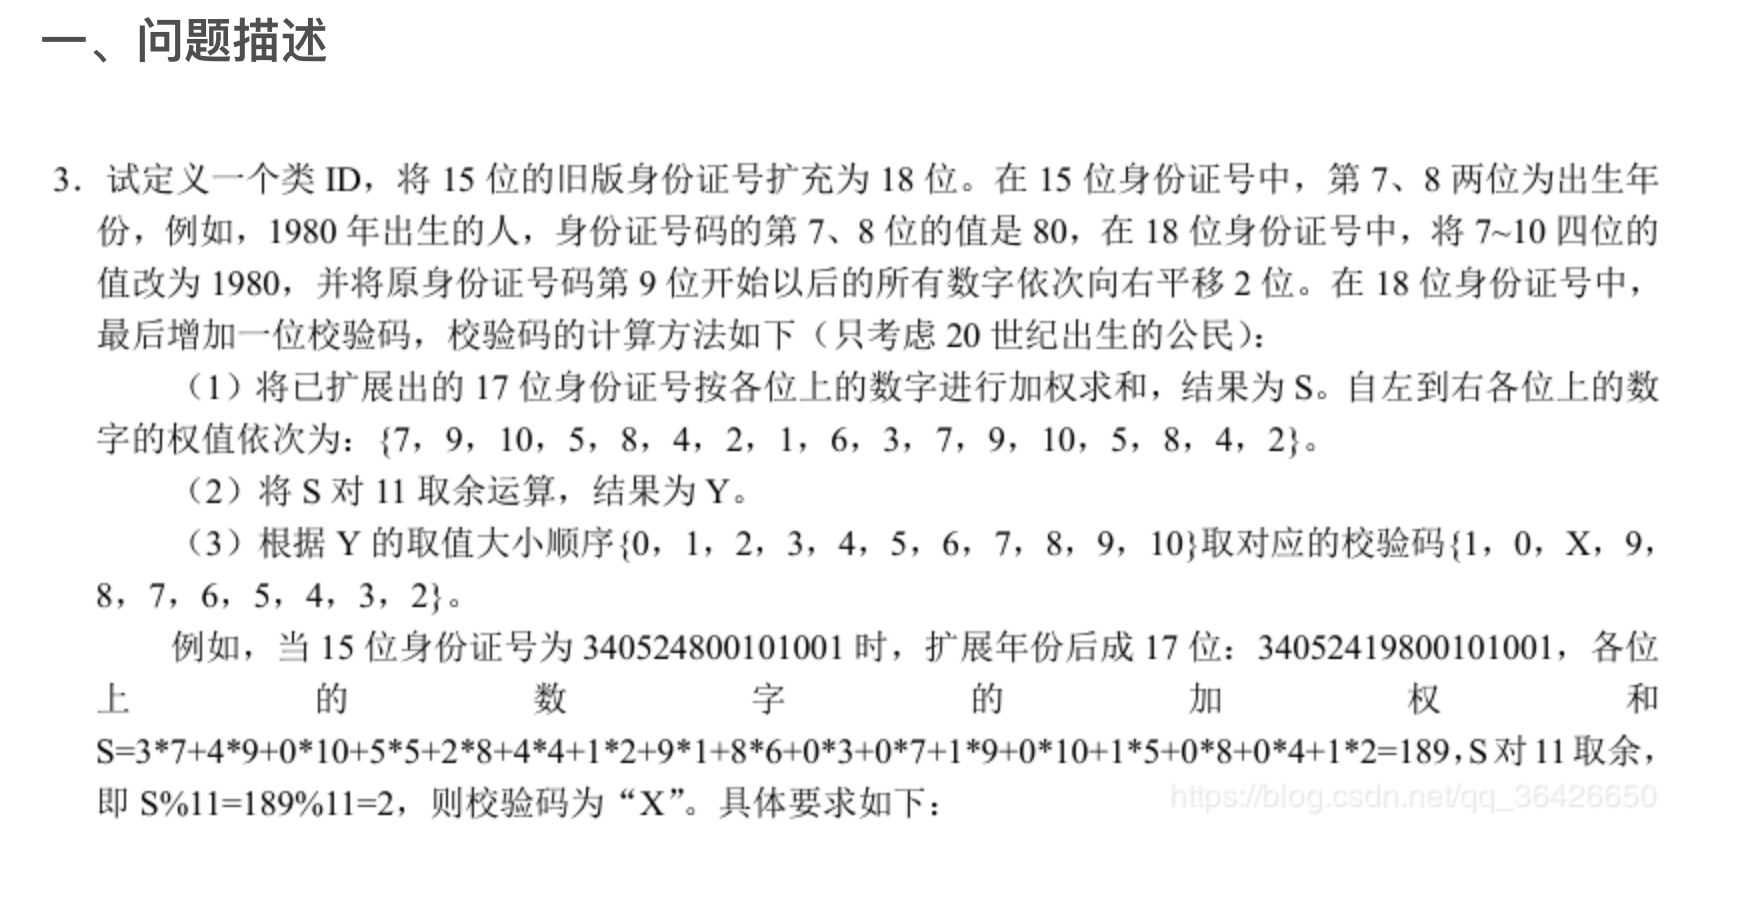 一、问题描述
3．试定义一个类 ID，将 15 位的旧版身份证号扩充为 18 位。在 15 位身份证号中，第 7、8 两位为出生年
份，例如，1980 年出生的人，身份证号码的第 7、8 位的值是 80，在 18 位身份证号中，将 7~10 四位的
值改为 1980，并将原身份证号码第 9 位开始以后的所有数字依次向右平移 2 位。在 18 位身份证号中，
最后增加一位校验码，校验码的计算方法如下（只考虑 20 世纪出生的公民）：
（1）将已扩展出的 17 位身份证号按各位上的数字进行加权求和，结果为 S。自左到右各位上的数
字的权值依次为：{7，9，10，5，8，4，2，1，6，3，7，9，10，5，8，4，2}。
（2）将 S 对 11 取余运算，结果为 Y。
（3）根据 Y 的取值大小顺序{0，1，2，3，4，5，6，7，8，9，10}取对应的校验码{1，0，X，9，
8，7，6，5，4，3，2}。
例如，当 15 位身份证号为 340524800101001 时，扩展年份后成 17 位：34052419800101001，各位
上 的 数 字 的 加 权 和
S=3*7+4*9+0*10+5*5+2*8+4*4+1*2+9*1+8*6+0*3+0*7+1*9+0*10+1*5+0*8+0*4+1*2=189，S 对 11 取余，
即 S%11=189%11=2，则校验码为“X”。具体要求如下：
https://blog.csdn.net/qq_36426650